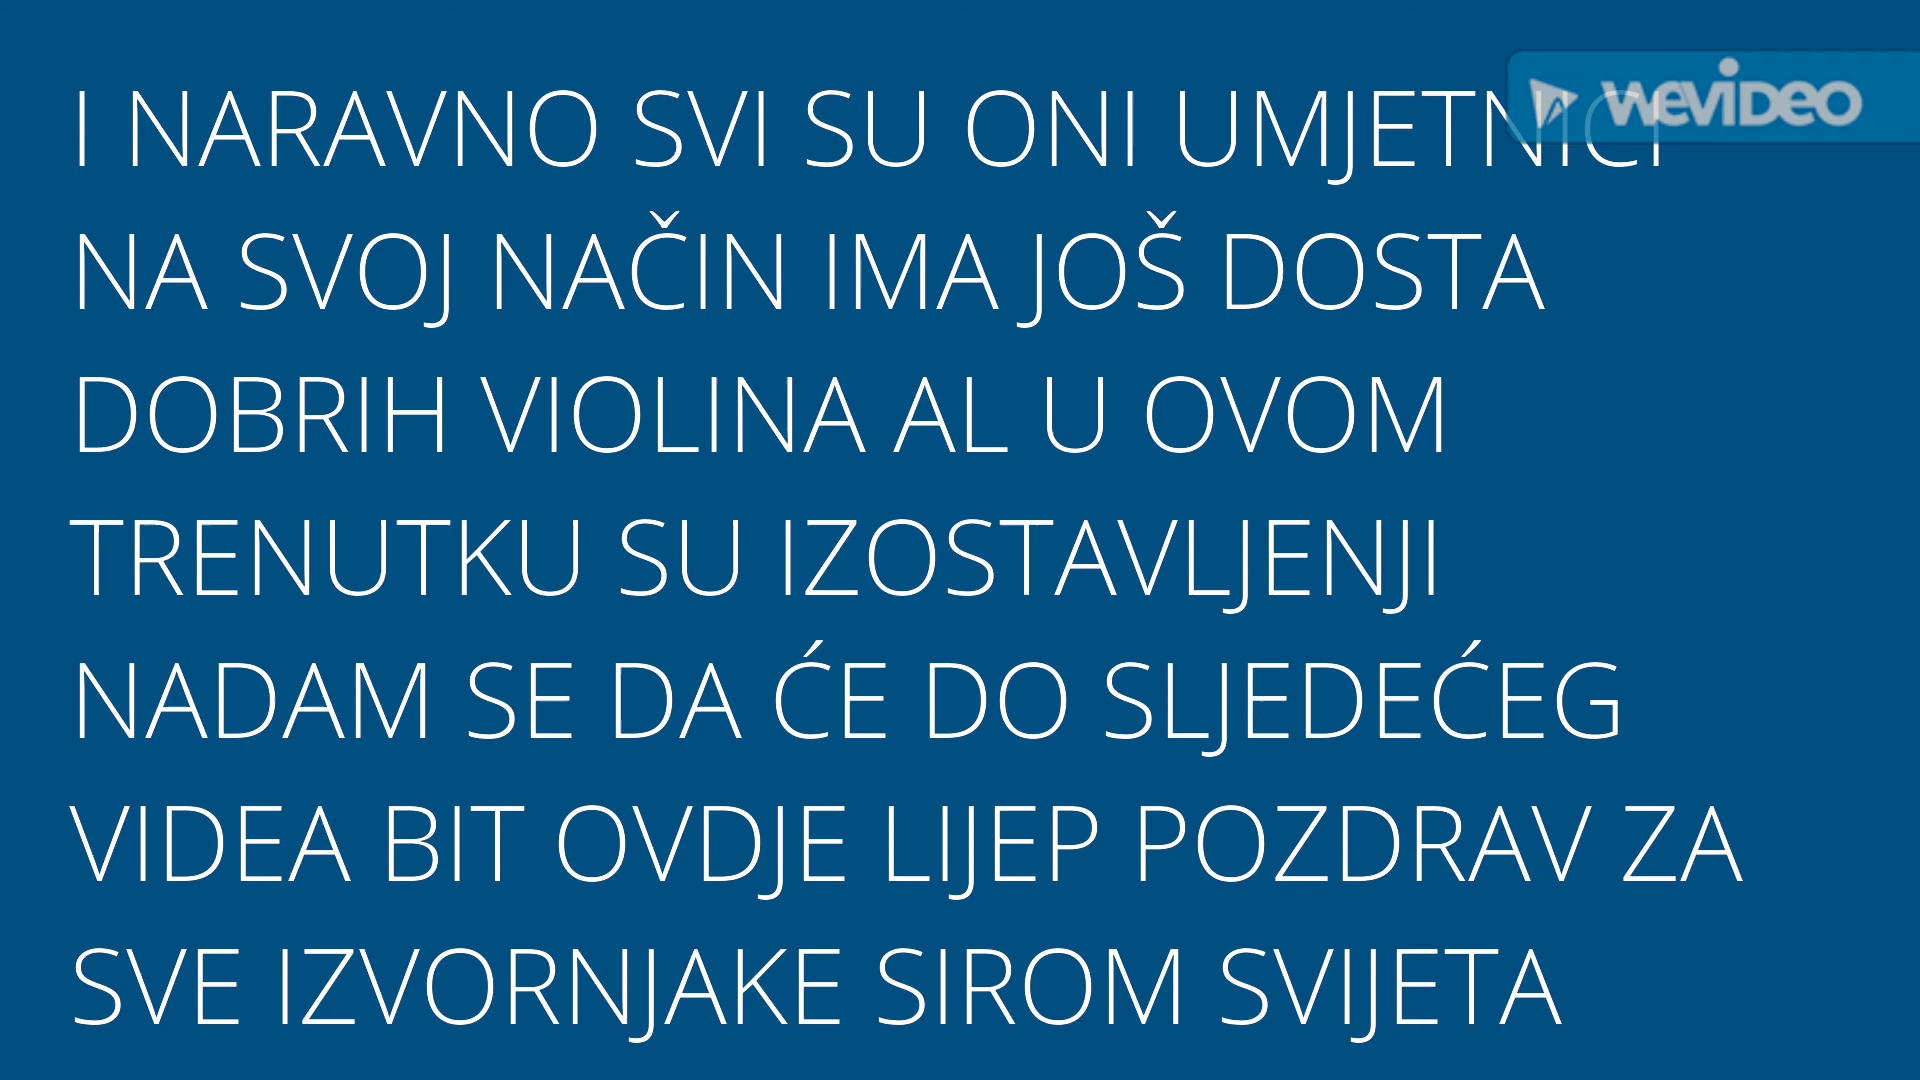 I NARAVNO SVI SU ONI UMJETNICI
WEVIDEO
NA SVOJ NAČIN IMA JOŠ DOSTA
DOBRIH VIOLINA AL U OVOM
TRENUTKU SU IZOSTAVLJENJI
NADAM SE DA ĆE DO SLJEDEĆEG
VIDEA BIT OVDJE LIJEP POZDRAV ZA
SVE IZVORNJAKE SIROM SVIJETA